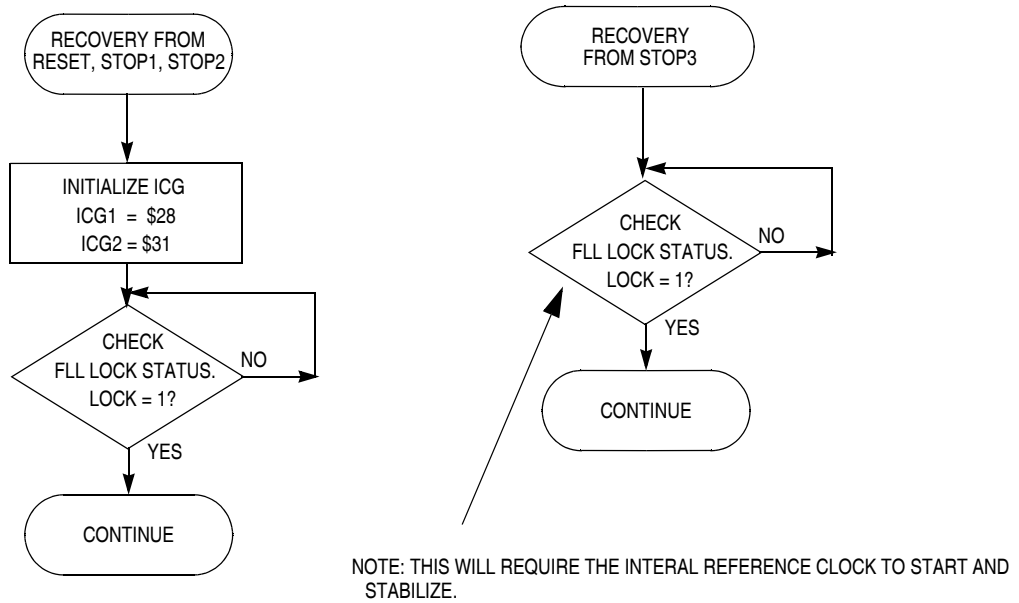 RECOVERY FROM
RESET, STOP1, STOP2
INITIALIZE ICG
ICG1 = $28
ICG2 = $31
CHECK
FLL LOCK STATUS.
LOCK = 1?
NO
YES
CONTINUE
RECOVERY
FROM STOP3
CHECK
FLL LOCK STATUS.
LOCK = 1?
NO
YES
CONTINUE
NOTE: THIS WILL REQUIRE THE INTERAL REFERENCE CLOCK TO START AND
STABILIZE.